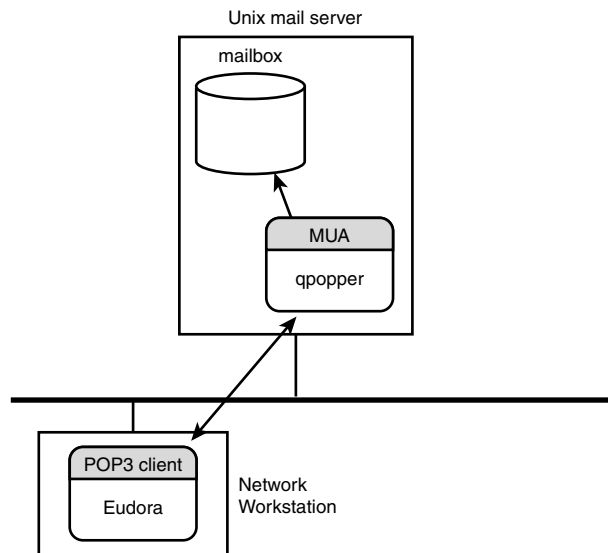 Unix mail server
mailbox
MUA
qpopper
POP3 client
Eudora
Network
Workstation